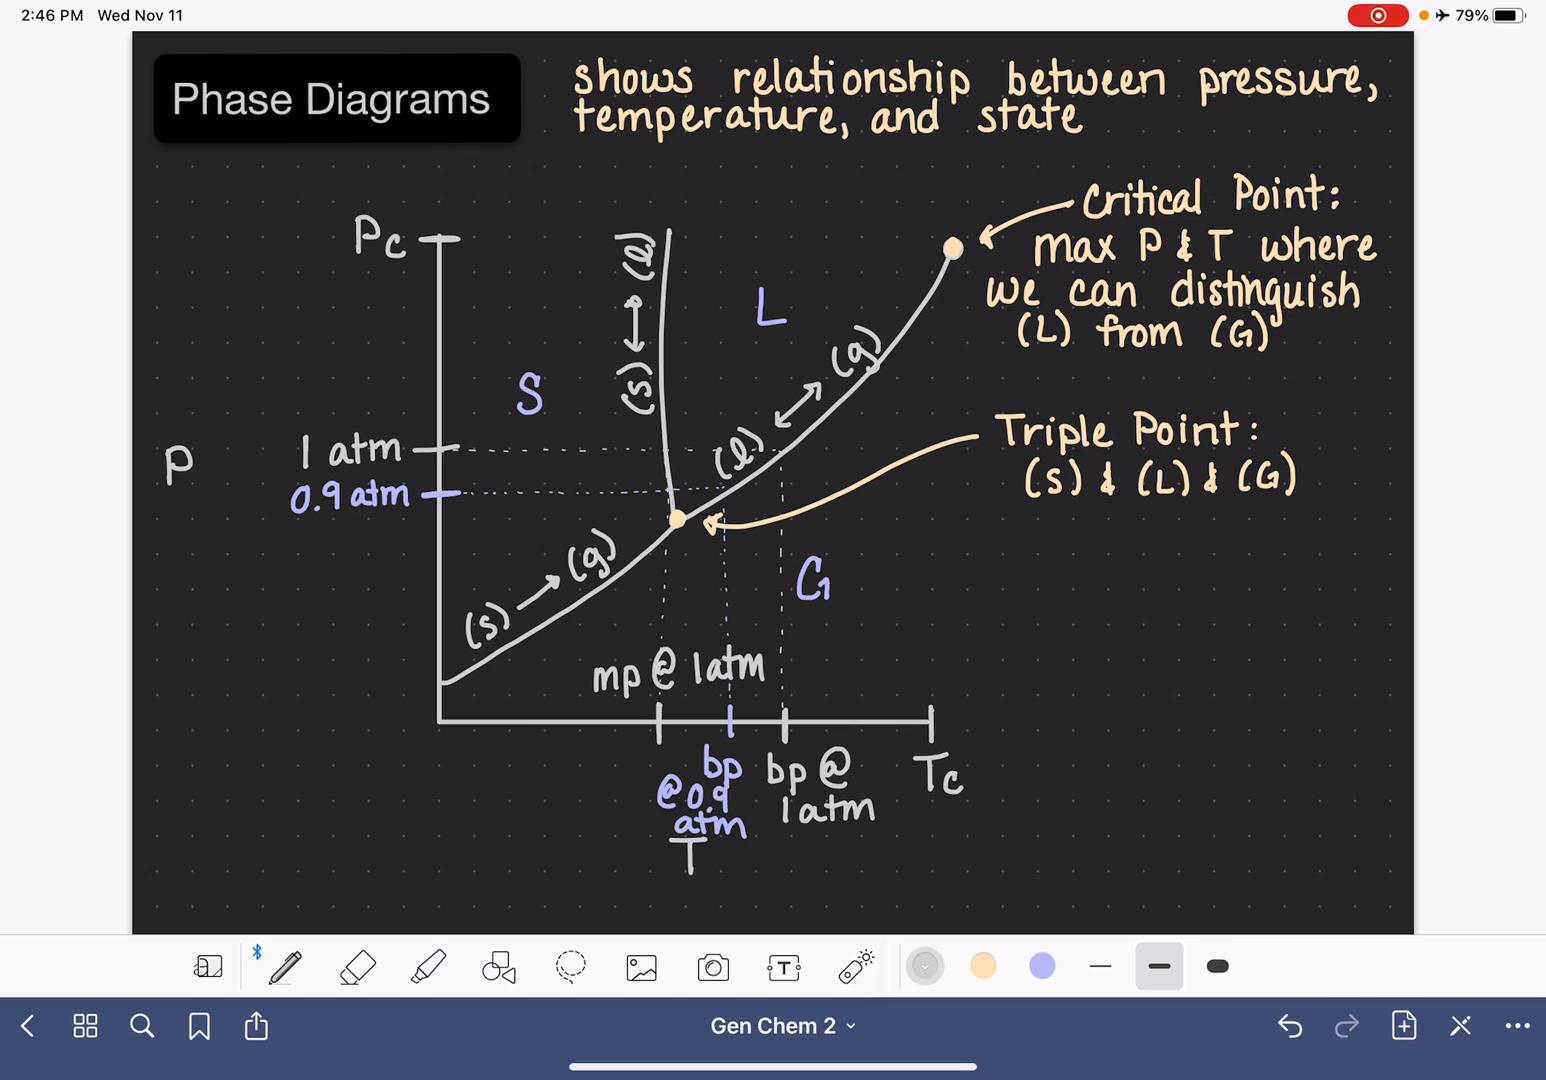 2:46 PM Wed Nov 11
79%
Phase Diagrams
shows relationship between pressure,
temperature, and state
Critical Point:
max P & T where
we can distinguish
(L) from (G)
Triple Point:
(S) & (L) & (G)
Pc
P
1 atm
0.9 atm
S
L
G
(s) ⟷ (l)
(l) ⟷ (g)
(s) → (g)
mp @ 1atm
bp
@ 0.9
atm
bp @
1atm
Tc
T
T
Gen Chem 2